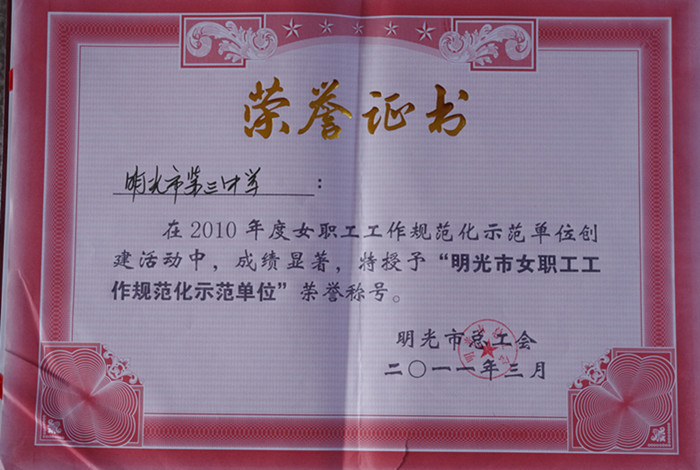 荣誉证书
明光市第三中学：
在2010年度女职工工作规范化示范单位创
建活动中，成绩显著，特授予“明光市女职工工
作规范化示范单位”荣誉称号。
明光市总工会
二〇一一年三月